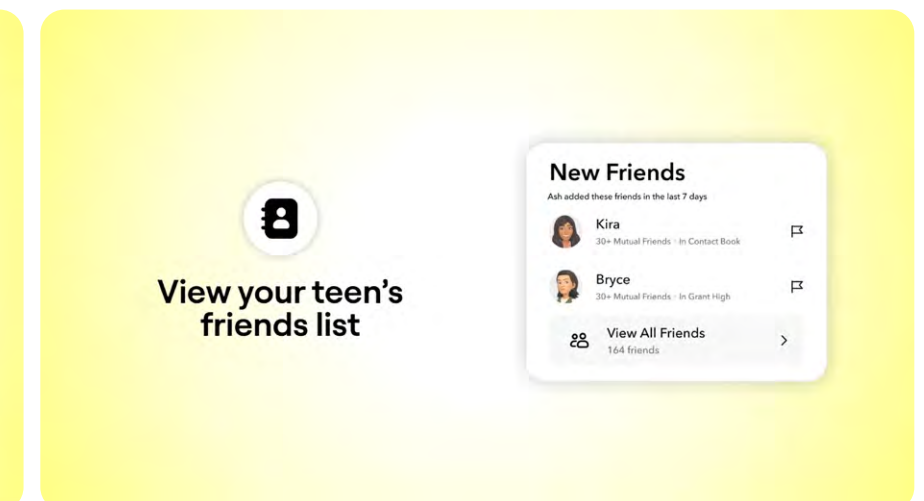 View your teen's
friends list
New Friends
Ash added these friends in the last 7 days
Kira
30+ Mutual Friends · In Contact Book
Bryce
30+ Mutual Friends · In Grant High
View All Friends
164 friends